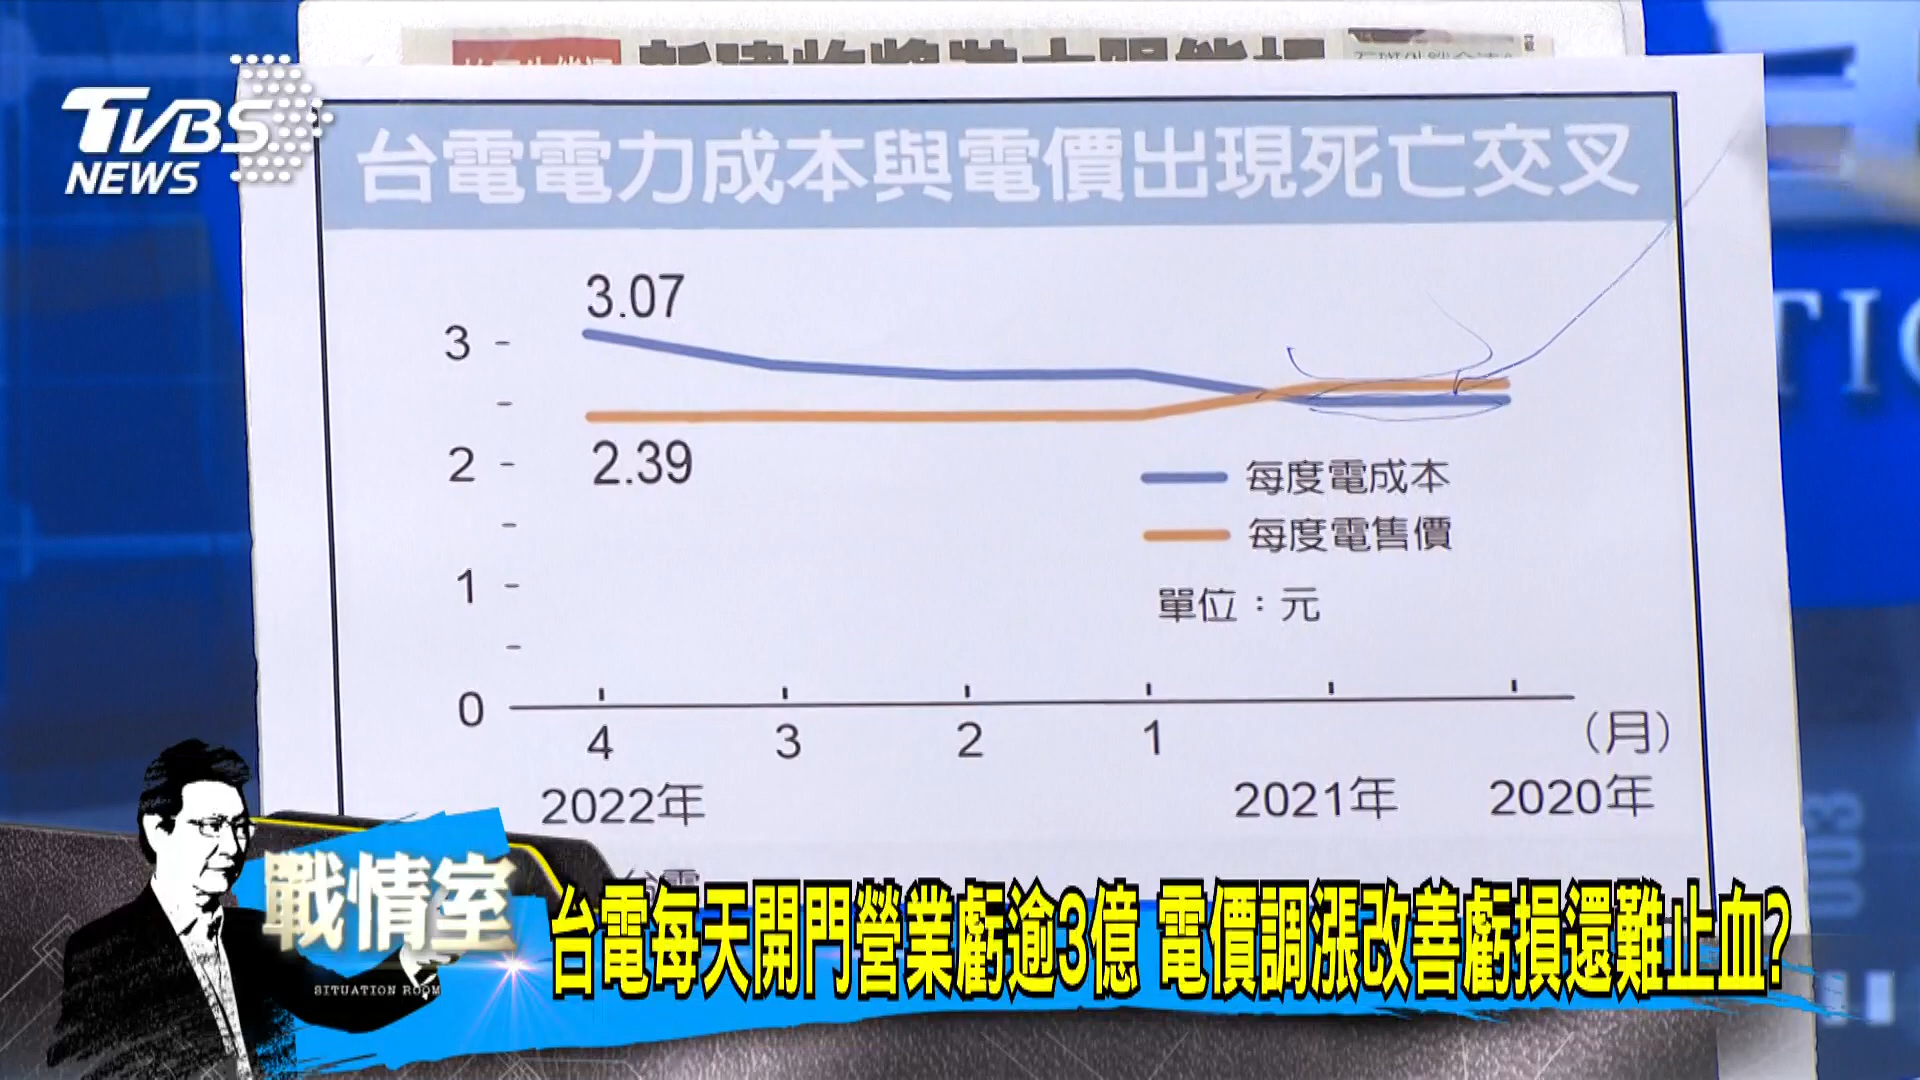 TVBS
NEWS
台電電力成本與電價出現死亡交叉
3.07
3
2.39
2
每度電成本
每度電售價
1
單位：元
0
4 3 2 1 (月)
2022年 2021年 2020年
台電
戰情室
SITUATION ROOM
台電每天開門營業虧逾3億 電價調漲改善虧損還難止血?
003